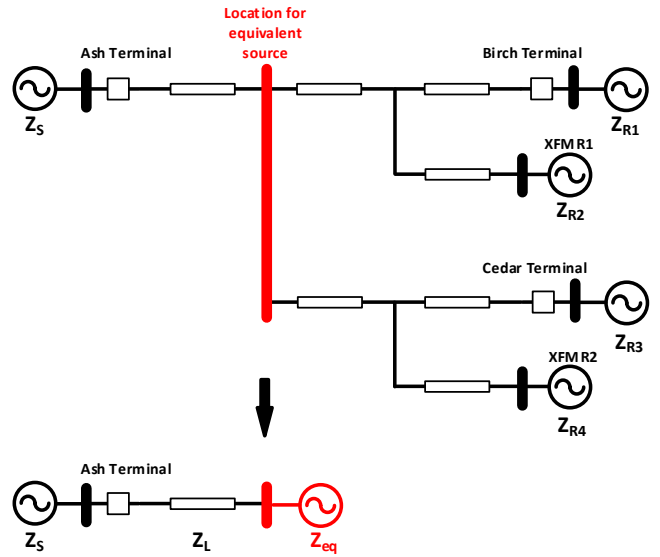 Location for
equivalent
source
Ash Terminal
Birch Terminal
Z_S
Z_R1
XFMR1
Z_R2
Cedar Terminal
Z_R3
XFMR2
Z_R4
Ash Terminal
Z_S
Z_L
Z_eq